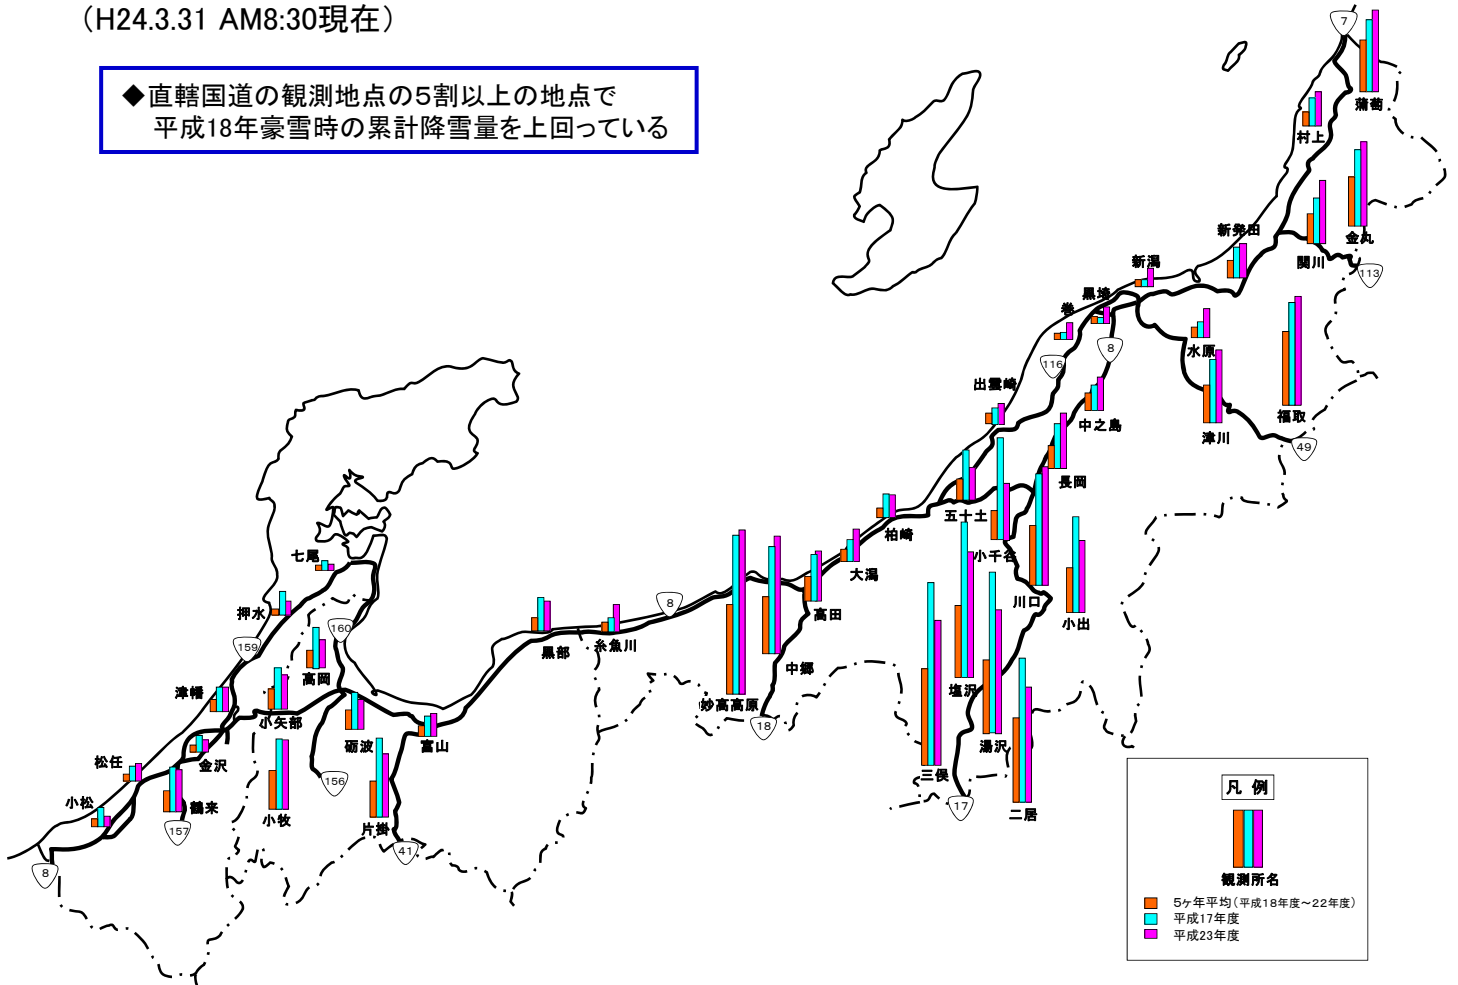 （H24.3.31 AM8:30現在）
◆直轄国道の観測地点の5割以上の地点で
平成18年豪雪時の累計降雪量を上回っている
7
蒲萄
村上
金丸
新発田
関川
113
新潟
黒埼
巻
8
水原
116
出雲崎
中之島
津川
福取
49
長岡
五十土
柏崎
小千谷
大潟
川口
小出
七尾
押水
160
159
高岡
8
黒部
糸魚川
高田
中郷
妙高高原
18
塩沢
津幡
小矢部
砺波
富山
湯沢
三俣
17
二居
松任
金沢
156
小松
鶴来
157
小牧
片掛
41
8
凡 例
観測所名
5ヶ年平均（平成18年度～22年度）
平成17年度
平成23年度